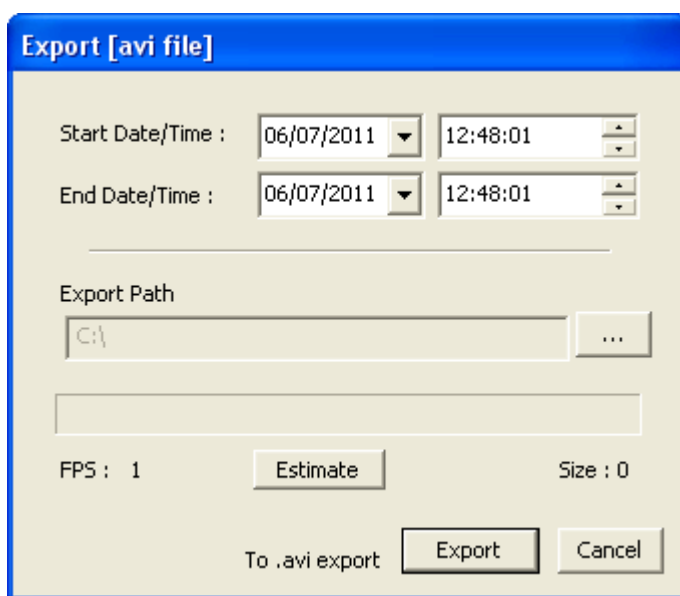 Export [avi file]
Start Date/Time : 06/07/2011 12:48:01
End Date/Time : 06/07/2011 12:48:01
Export Path
C:\
...
FPS : 1 Estimate Size : 0
To .avi export Export Cancel